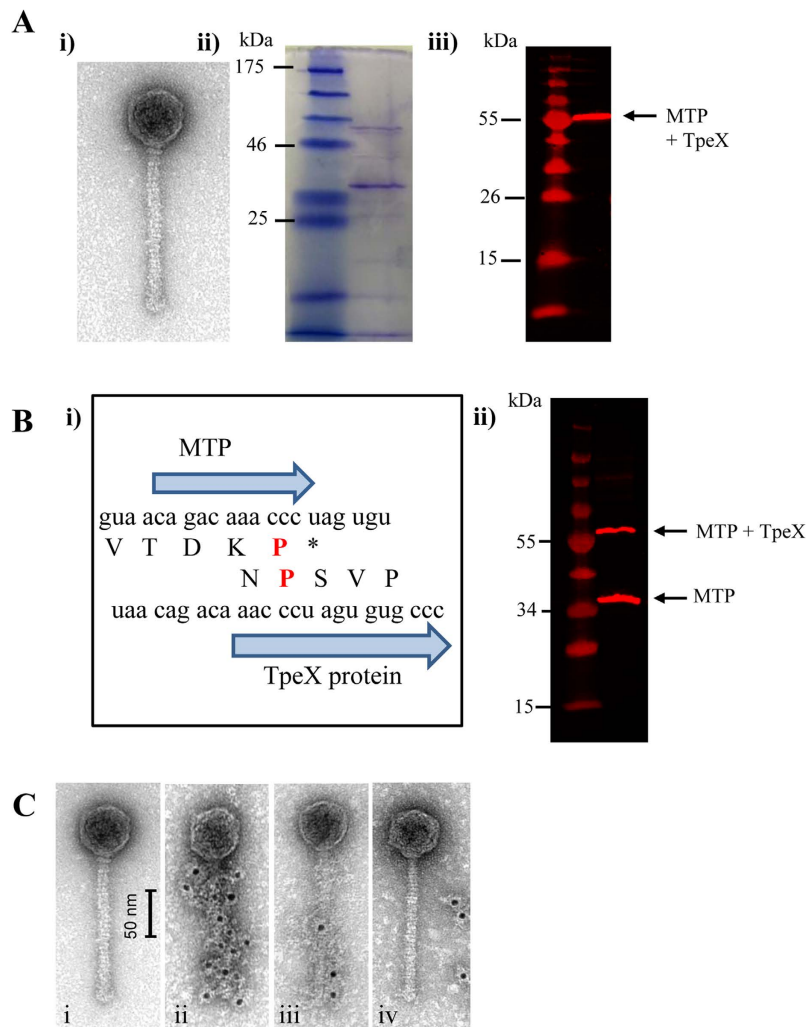 A
i)
ii)
kDa
175
46
25
iii)
55
26
15
MTP
+ TpeX
B
i)
MTP
gua aca gac aaa ccc uag ugu
V T D K P *
N P S V P
uaa cag aca aac ccu agu gug ccc
TpeX protein
ii)
kDa
55
34
15
MTP + TpeX
MTP
C
50 nm
i
ii
iii
iv